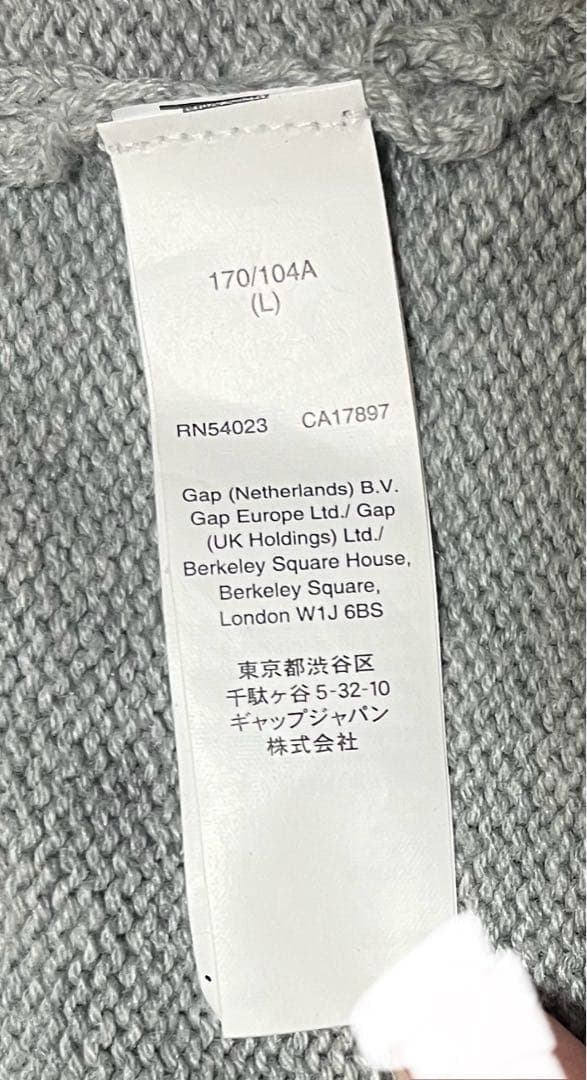 170/104A
(L)
RN54023 CA17897
Gap (Netherlands) B.V.
Gap Europe Ltd./ Gap
(UK Holdings) Ltd./
Berkeley Square House,
Berkeley Square,
London W1J 6BS
東京都渋谷区
千駄ヶ谷5-32-10
ギャップジャパン
株式会社